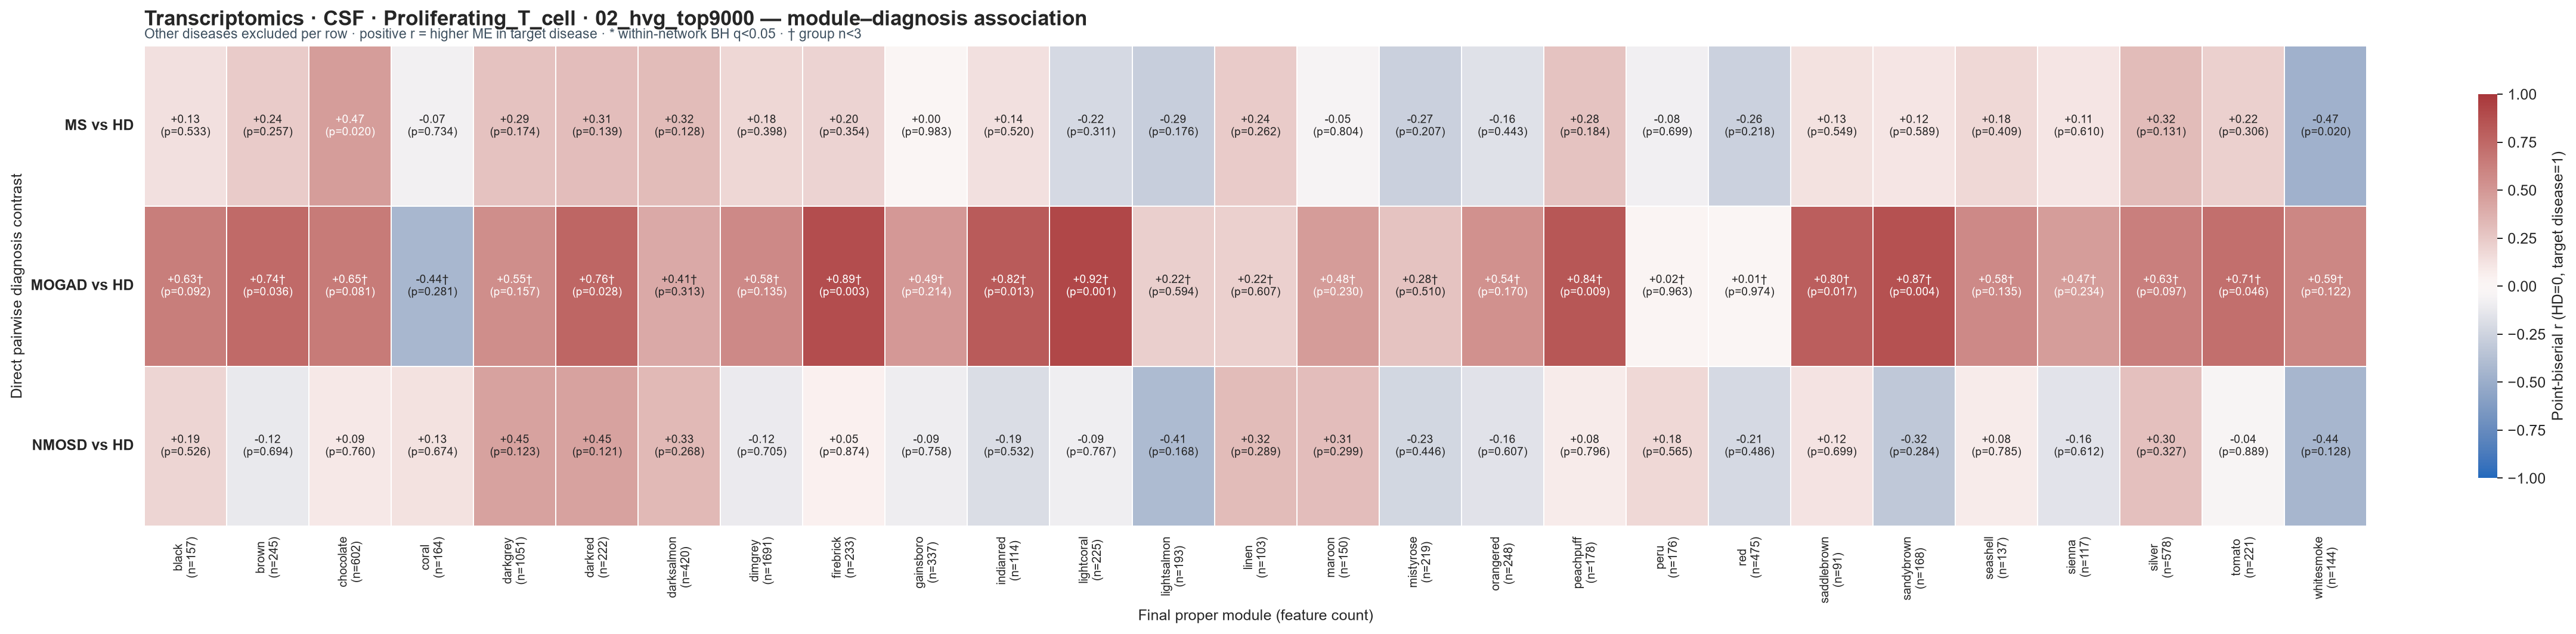 Transcriptomics · CSF · Proliferating_T_cell · 02_hvg_top9000 — module–diagnosis association
Other diseases excluded per row · positive r = higher ME in target disease · * within-network BH q<0.05 · † group n<3
Direct pairwise diagnosis contrast
MS vs HD
+0.13 +0.24 +0.47 -0.07 +0.29 +0.31 +0.32 +0.18 +0.20 +0.00 +0.14 -0.22 -0.29 +0.24 -0.05 -0.27 -0.16 +0.28 -0.08 -0.26 +0.13 +0.12 +0.18 +0.11 +0.32 +0.22 -0.47
(p=0.533) (p=0.257) (p=0.020) (p=0.734) (p=0.174) (p=0.139) (p=0.128) (p=0.398) (p=0.354) (p=0.983) (p=0.520) (p=0.311) (p=0.176) (p=0.262) (p=0.804) (p=0.207) (p=0.443) (p=0.184) (p=0.699) (p=0.218) (p=0.549) (p=0.589) (p=0.409) (p=0.610) (p=0.131) (p=0.306) (p=0.020)
MOGAD vs HD
+0.63† +0.74† +0.65† -0.44† +0.55† +0.76† +0.41† +0.58† +0.89† +0.49† +0.82† +0.92† +0.22† +0.22† +0.48† +0.28† +0.54† +0.84† +0.02† +0.01† +0.80† +0.87† +0.58† +0.47† +0.63† +0.71† +0.59†
(p=0.092) (p=0.036) (p=0.081) (p=0.281) (p=0.157) (p=0.028) (p=0.313) (p=0.135) (p=0.003) (p=0.214) (p=0.013) (p=0.001) (p=0.594) (p=0.607) (p=0.230) (p=0.510) (p=0.170) (p=0.009) (p=0.963) (p=0.974) (p=0.017) (p=0.004) (p=0.135) (p=0.234) (p=0.097) (p=0.046) (p=0.122)
NMOSD vs HD
+0.19 -0.12 +0.09 +0.13 +0.45 +0.45 +0.33 -0.12 +0.05 -0.09 -0.19 -0.09 -0.41 +0.32 +0.31 -0.23 -0.16 +0.08 +0.18 -0.21 +0.12 -0.32 +0.08 -0.16 +0.30 -0.04 -0.44
(p=0.526) (p=0.694) (p=0.760) (p=0.674) (p=0.123) (p=0.121) (p=0.268) (p=0.705) (p=0.874) (p=0.758) (p=0.532) (p=0.767) (p=0.168) (p=0.289) (p=0.299) (p=0.446) (p=0.607) (p=0.796) (p=0.565) (p=0.486) (p=0.699) (p=0.284) (p=0.785) (p=0.612) (p=0.327) (p=0.889) (p=0.128)
black
(n=157)
brown
(n=245)
chocolate
(n=602)
coral
(n=164)
darkgrey
(n=1051)
darkred
(n=222)
darksalmon
(n=420)
dimgrey
(n=1691)
firebrick
(n=233)
gainsboro
(n=337)
indianred
(n=114)
lightcoral
(n=225)
lightsalmon
(n=193)
linen
(n=103)
maroon
(n=150)
mistyrose
(n=219)
orangered
(n=248)
peachpuff
(n=178)
peru
(n=176)
red
(n=475)
saddlebrown
(n=91)
sandybrown
(n=168)
seashell
(n=137)
sienna
(n=117)
silver
(n=578)
tomato
(n=221)
whitesmoke
(n=144)
Final proper module (feature count)
1.00
0.75
0.50
0.25
0.00
−0.25
−0.50
−0.75
−1.00
Point-biserial r (HD=0, target disease=1)